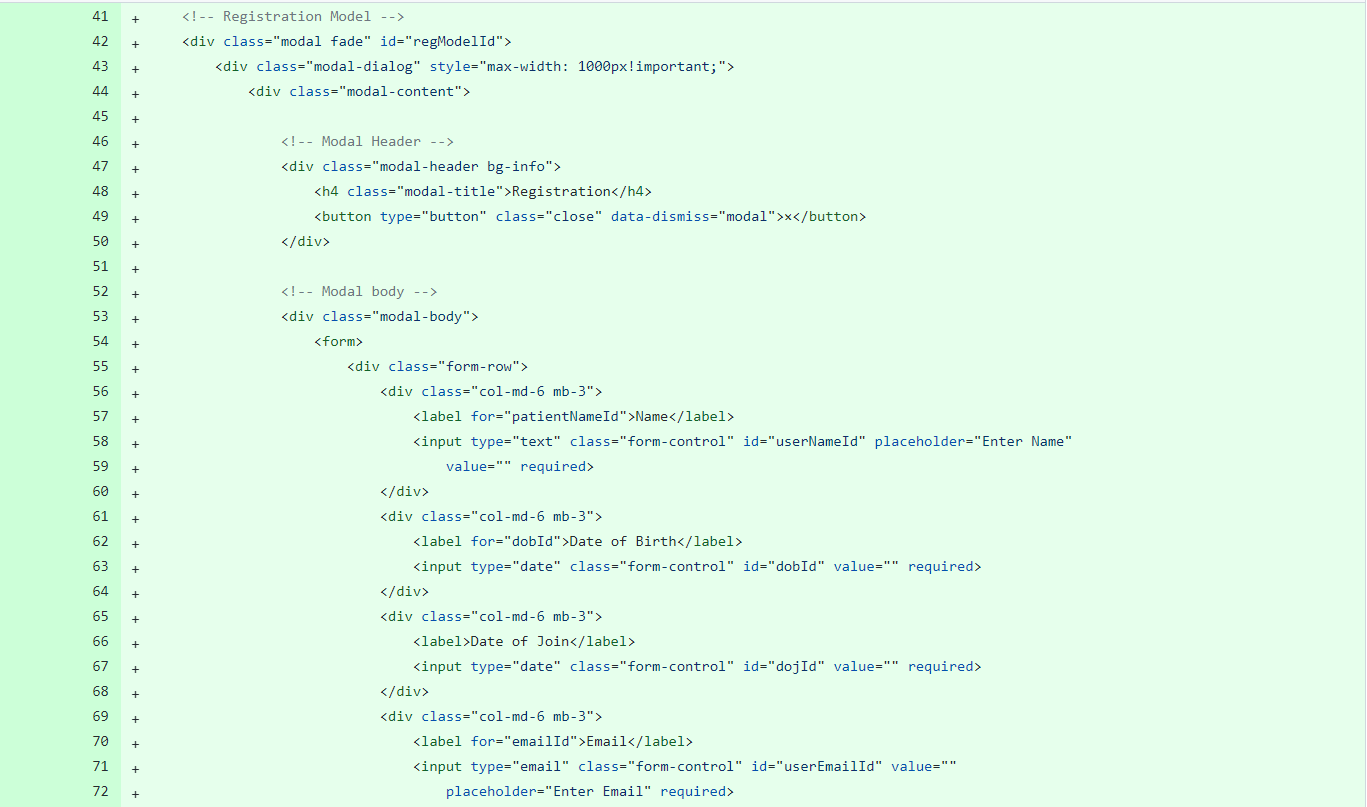 41 + <!-- Registration Model -->
42 + <div class="modal fade" id="regModelId">
43 + <div class="modal-dialog" style="max-width: 1000px!important;">
44 + <div class="modal-content">
45 +
46 + <!-- Modal Header -->
47 + <div class="modal-header bg-info">
48 + <h4 class="modal-title">Registration</h4>
49 + <button type="button" class="close" data-dismiss="modal">×</button>
50 + </div>
51 +
52 + <!-- Modal body -->
53 + <div class="modal-body">
54 + <form>
55 + <div class="form-row">
56 + <div class="col-md-6 mb-3">
57 + <label for="patientNameId">Name</label>
58 + <input type="text" class="form-control" id="userNameId" placeholder="Enter Name"
59 + value="" required>
60 + </div>
61 + <div class="col-md-6 mb-3">
62 + <label for="dobId">Date of Birth</label>
63 + <input type="date" class="form-control" id="dobId" value="" required>
64 + </div>
65 + <div class="col-md-6 mb-3">
66 + <label>Date of Join</label>
67 + <input type="date" class="form-control" id="dojId" value="" required>
68 + </div>
69 + <div class="col-md-6 mb-3">
70 + <label for="emailId">Email</label>
71 + <input type="email" class="form-control" id="userEmailId" value=""
72 + placeholder="Enter Email" required>